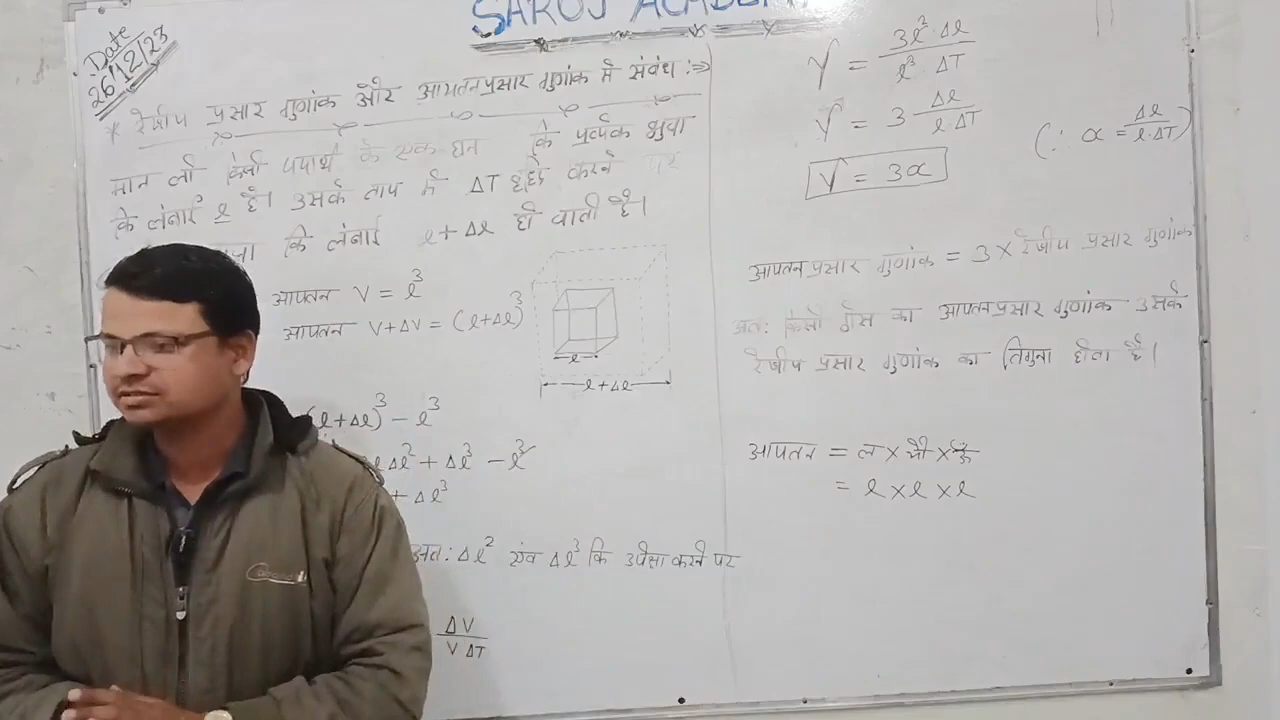 SAROJ ACADEM
Date
26/12/23
* रेखीय प्रसार गुणांक और आयतन प्रसार गुणांक मे संबंध :⇒
मान लो किसी पदार्थ के एक घन के प्रत्येक भुजा
कि लंबाई l है। उसके ताप मे ΔT वृद्धि करने पर
कि लंबाई l + Δl हो जाती है।
आयतन V = l³
आयतन V+ΔV = (l+Δl)³
l
l + Δl
(l+Δl)³ − l³
Δl² + Δl³ − l³
+ Δl³
अत: Δl² एंव Δl³ कि उपेक्षा करने पर
ΔV
V ΔT
γ = 3l²·Δl / l³·ΔT
γ = 3 Δl / l·ΔT (∵ α = Δl / l·ΔT)
γ = 3α
आयतन प्रसार गुणांक = 3 × रेखीय प्रसार गुणांक
अत: किसी गैस का आयतन प्रसार गुणांक उसके
रेखीय प्रसार गुणांक का तिगुना होता है।
आयतन = ल × चौ × ऊँ
= l × l × l